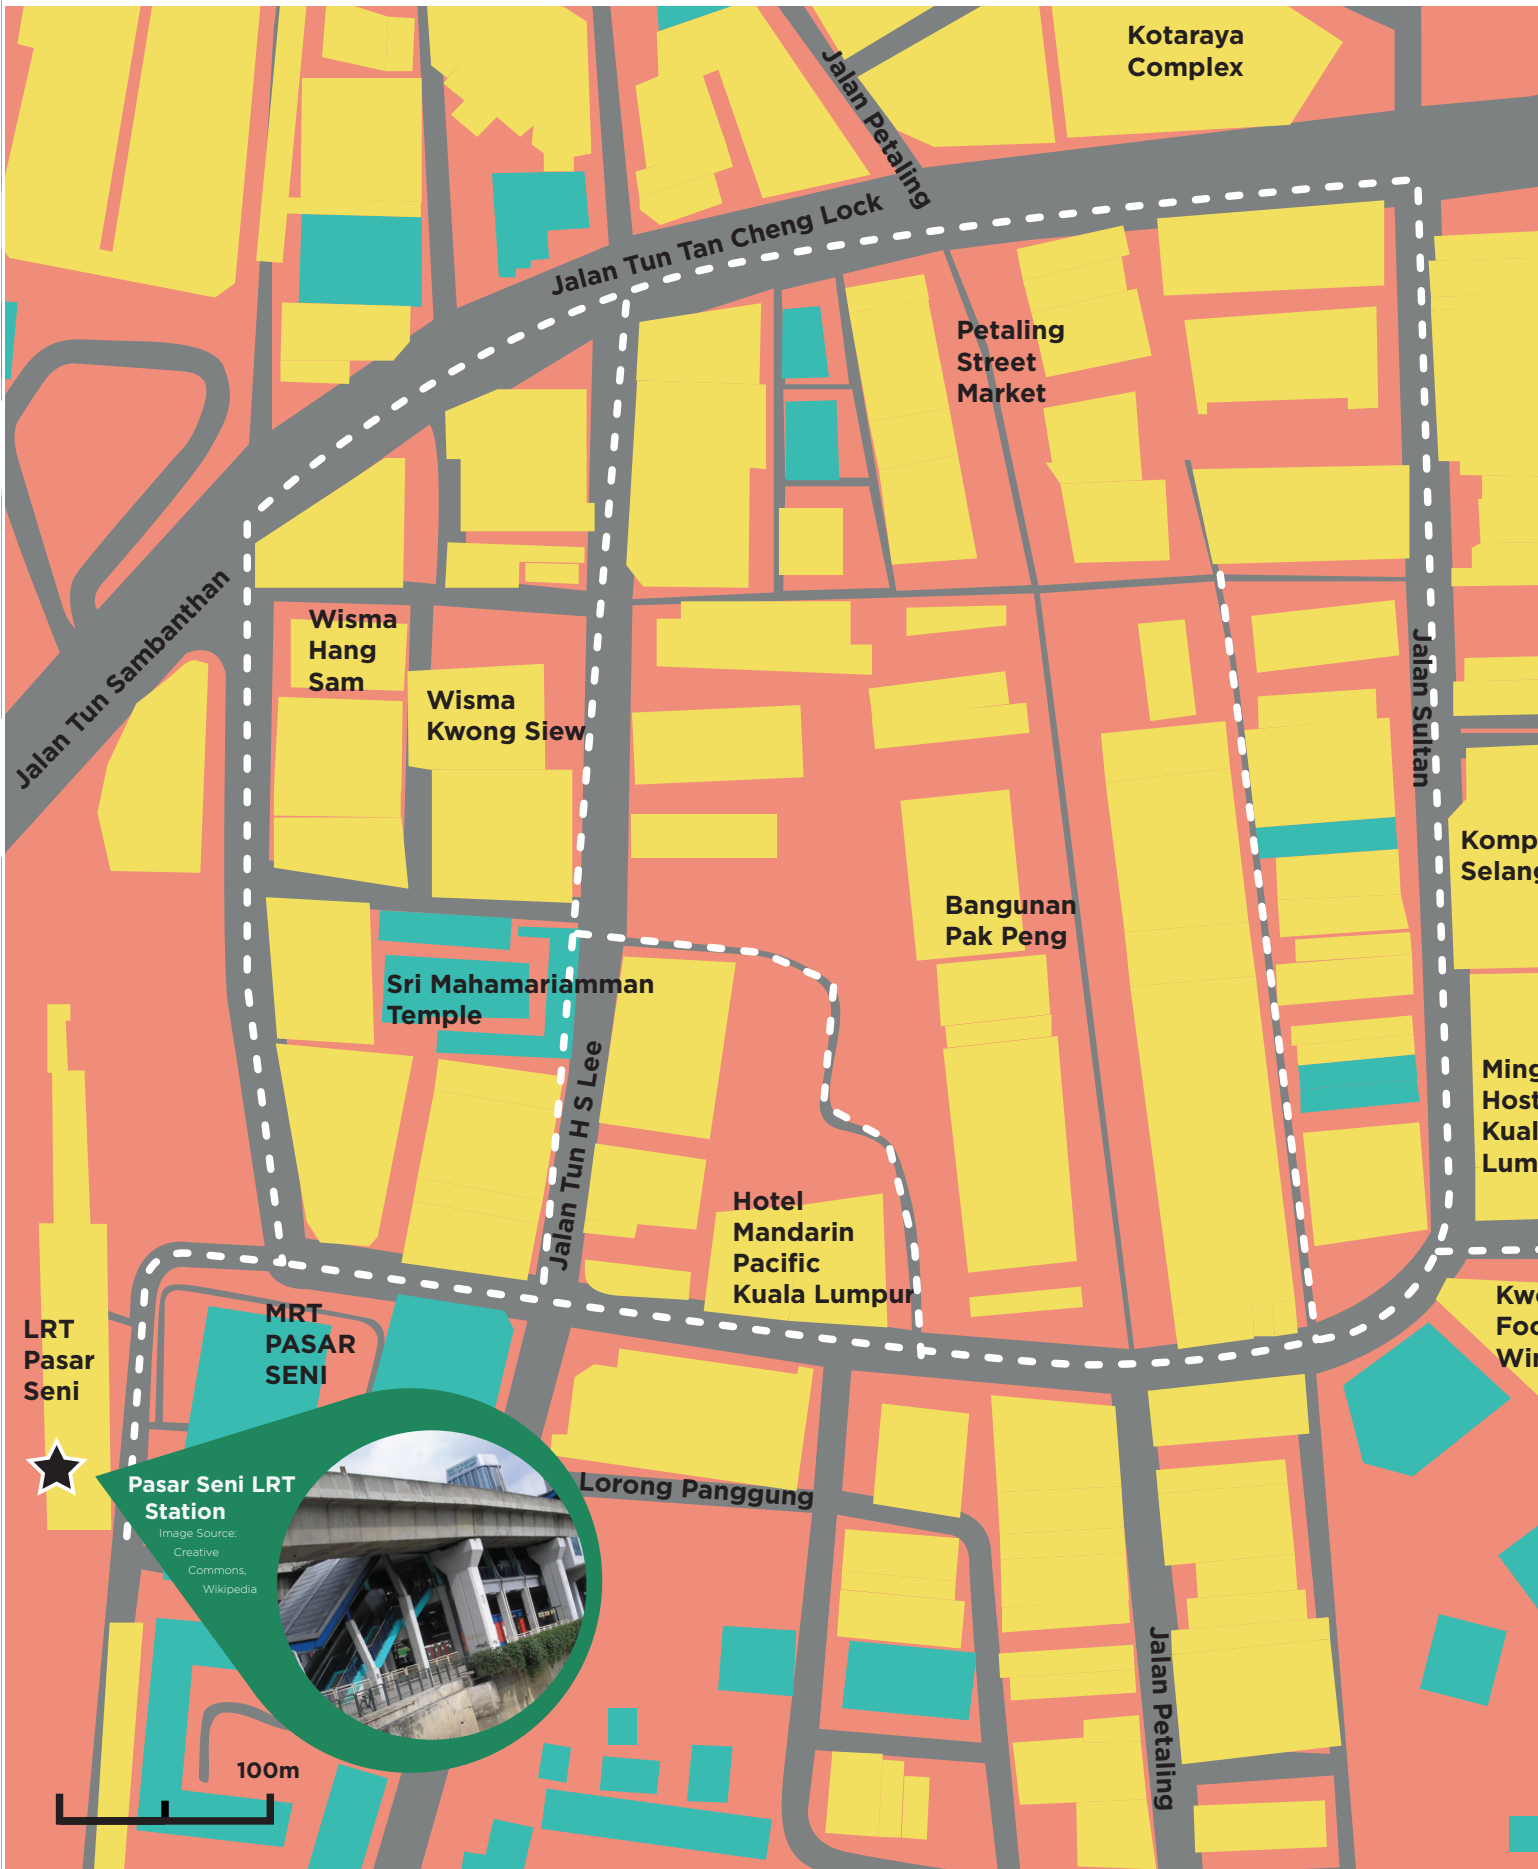 Kotaraya
Complex
Jalan Petaling
Jalan Tun Tan Cheng Lock
Petaling
Street
Market
Jalan Tun Sambanthan
Wisma
Hang
Sam
Wisma
Kwong Siew
Jalan Sultan
Komp
Selang
Bangunan
Pak Peng
Sri Mahamariamman
Temple
Jalan Tun H S Lee
Ming
Host
Kual
Lum
Hotel
Mandarin
Pacific
Kuala Lumpur
MRT
PASAR
SENI
LRT
Pasar
Seni
Kwo
Foo
Win
Pasar Seni LRT
Station
Image Source:
Creative
Commons,
Wikipedia
Lorong Panggung
Jalan Petaling
100m